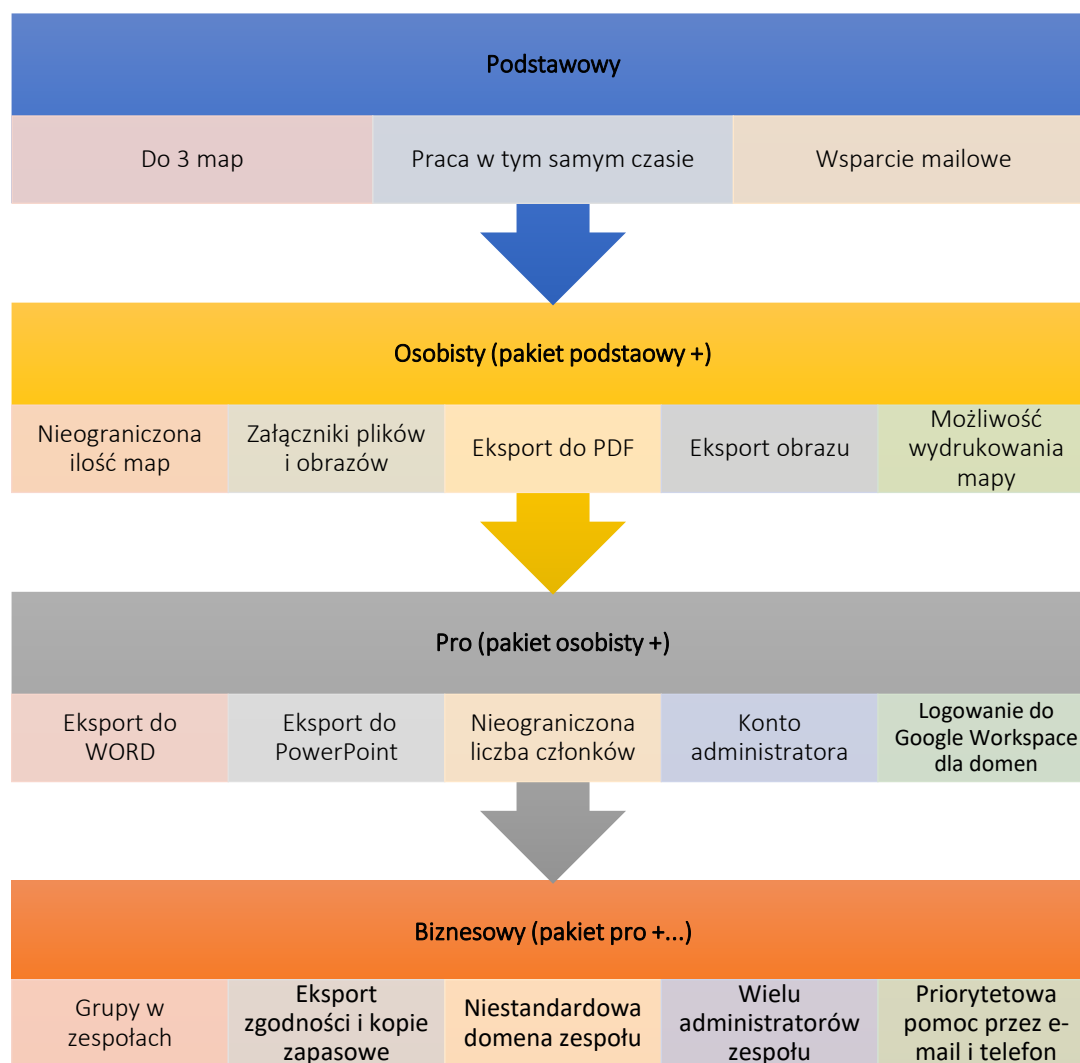 Podstawowy
Do 3 map
Praca w tym samym czasie
Wsparcie mailowe
Osobisty (pakiet podstaowy +)
Nieograniczona
ilość map
Załączniki plików
i obrazów
Eksport do PDF
Eksport obrazu
Możliwość
wydrukowania
mapy
Pro (pakiet osobisty +)
Eksport do
WORD
Eksport do
PowerPoint
Nieograniczona
liczba członków
Konto
administratora
Logowanie do
Google Workspace
dla domen
Biznesowy (pakiet pro +...)
Grupy w
zespołach
Eksport
zgodności i kopie
zapasowe
Niestandardowa
domena zespołu
Wielu
administratorów
zespołu
Priorytetowa
pomoc przez e-
mail i telefon